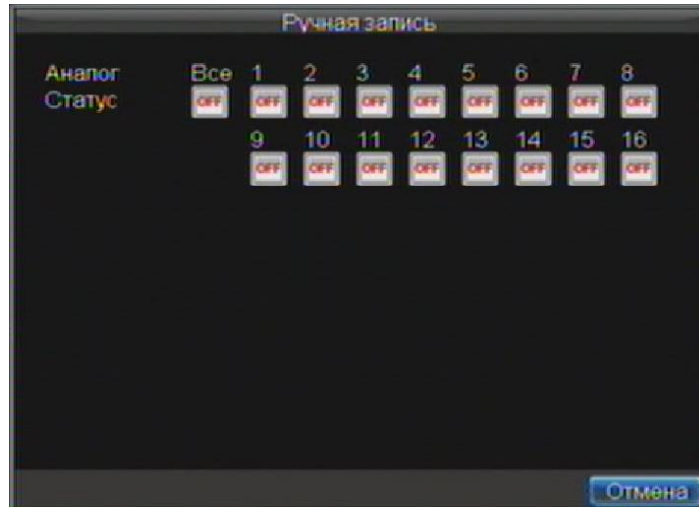 Ручная запись
Аналог Все 1 2 3 4 5 6 7 8
Статус OFF OFF OFF OFF OFF OFF OFF OFF OFF
9 10 11 12 13 14 15 16
OFF OFF OFF OFF OFF OFF OFF OFF
Отмена